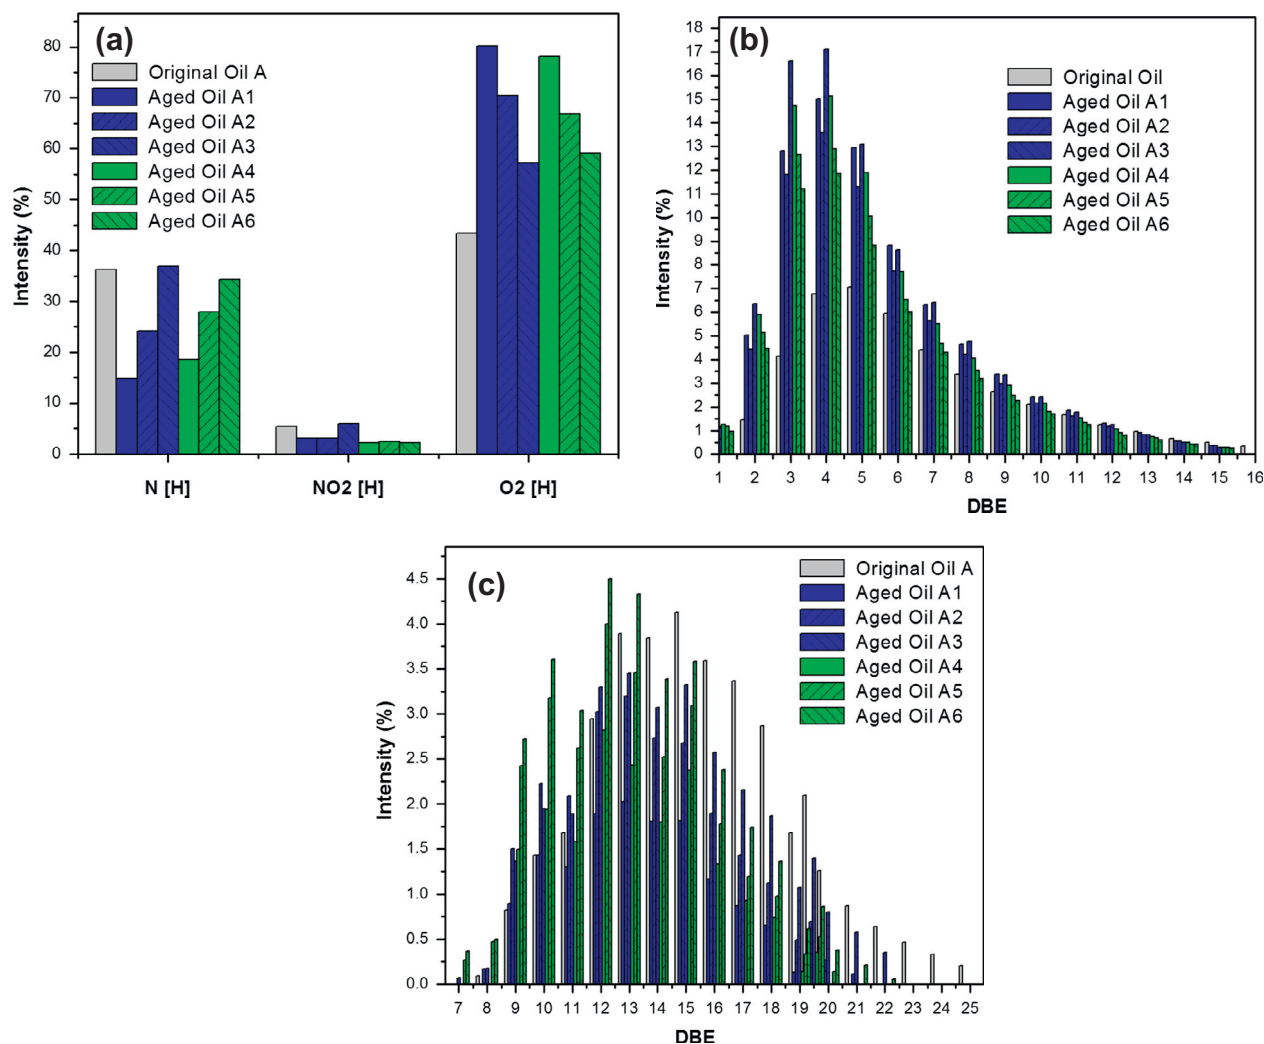 (a)
Original Oil A
Aged Oil A1
Aged Oil A2
Aged Oil A3
Aged Oil A4
Aged Oil A5
Aged Oil A6
Intensity (%)
80
70
60
50
40
30
20
10
0
N [H] NO2 [H] O2 [H]
(b)
Original Oil
Aged Oil A1
Aged Oil A2
Aged Oil A3
Aged Oil A4
Aged Oil A5
Aged Oil A6
Intensity (%)
18
17
16
15
14
13
12
11
10
9
8
7
6
5
4
3
2
1
0
1 2 3 4 5 6 7 8 9 10 11 12 13 14 15 16
DBE
(c)
Original Oil A
Aged Oil A1
Aged Oil A2
Aged Oil A3
Aged Oil A4
Aged Oil A5
Aged Oil A6
Intensity (%)
4.5
4.0
3.5
3.0
2.5
2.0
1.5
1.0
0.5
0.0
7 8 9 10 11 12 13 14 15 16 17 18 19 20 21 22 23 24 25
DBE